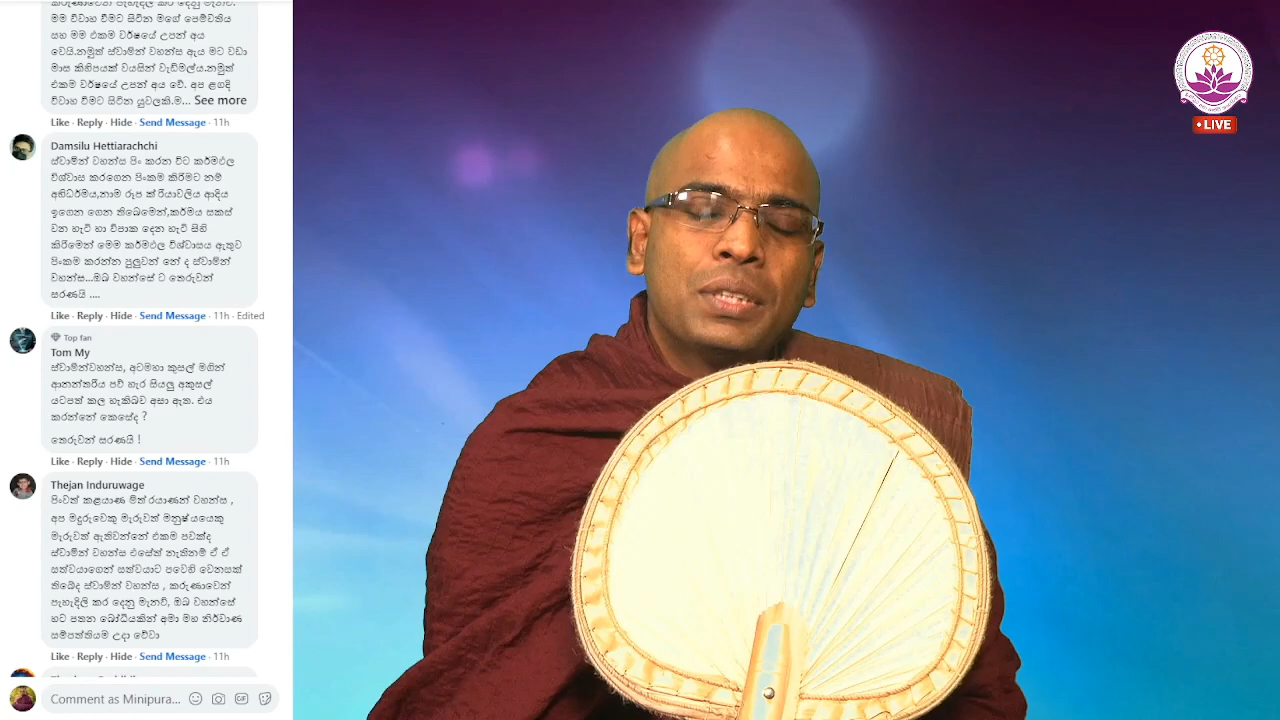 මම විවාහ වීමට සිටින මගේ පෙම්වතිය
සහ මම එකම වර්ෂයේ උපන් අය
වෙයි.නමුත් ස්වාමින් වහන්ස ඇය මට වඩා
මාස කිහිපයක් වයසින් වැඩිමල්ය.නමුත්
එකම වර්ෂයේ උපන් අය වේ. අප ළගදි
විවාහ වීමට සිටින යුවලකි.ම... See more
Like · Reply · Hide · Send Message · 11h
Damsilu Hettiarachchi
ස්වාමින් වහන්ස පිං කරන විට කර්මඵල
විශ්වාස කරගෙන පිංකම කිරිමට නම්
අභිධර්මය,නාම රූප ක්‍රියාවලිය ආදිය
ඉගෙන ගෙන තිබෙමෙන්,කර්මය සකස්
වන හැටි හා විපාක දෙන හැටි සිහි
කිරිමෙන් මෙම කර්මඵල විශ්වාසය ඇතුව
පිංකම කරන්න පුලුවන් නේ ද ස්වාමින්
වහන්ස...ඔබ වහන්සේ ට තෙරුවන්
සරණයි ....
Like · Reply · Hide · Send Message · 11h · Edited
Top fan
Tom My
ස්වාමින්වහන්ස, අටමහා කුසල් මගින්
ආනන්තරිය පව් හැර සියලු අකුසල්
යටපත් කල හැකිබව අසා ඇත. එය
කරන්නේ කෙසේද ?
තෙරුවන් සරණයි !
Like · Reply · Hide · Send Message · 11h
Thejan Induruwage
පිංවත් කළයාණ මිත්‍රයාණන් වහන්ස ,
අප මදුරුවෙකු මැරුවත් මනුෂ්‍යයෙකු
මැරුවත් ඇතිවන්නේ එකම පවක්ද
ස්වාමින් වහන්ස එසේත් නැතිනම් ඒ ඒ
සත්වයාගෙන් සත්වයාට පවෙහි වෙනසක්
තිබේද ස්වාමින් වහන්ස , කරුණාවෙන්
පැහැදිලි කර දෙනු මැනවි, ඔබ වහන්සේ
හට පතන බෝධියකින් අමා මහ නිර්වාණ
සම්පත්තියම උදා වේවා
Like · Reply · Hide · Send Message · 11h
Comment as Minipura...
LIVE